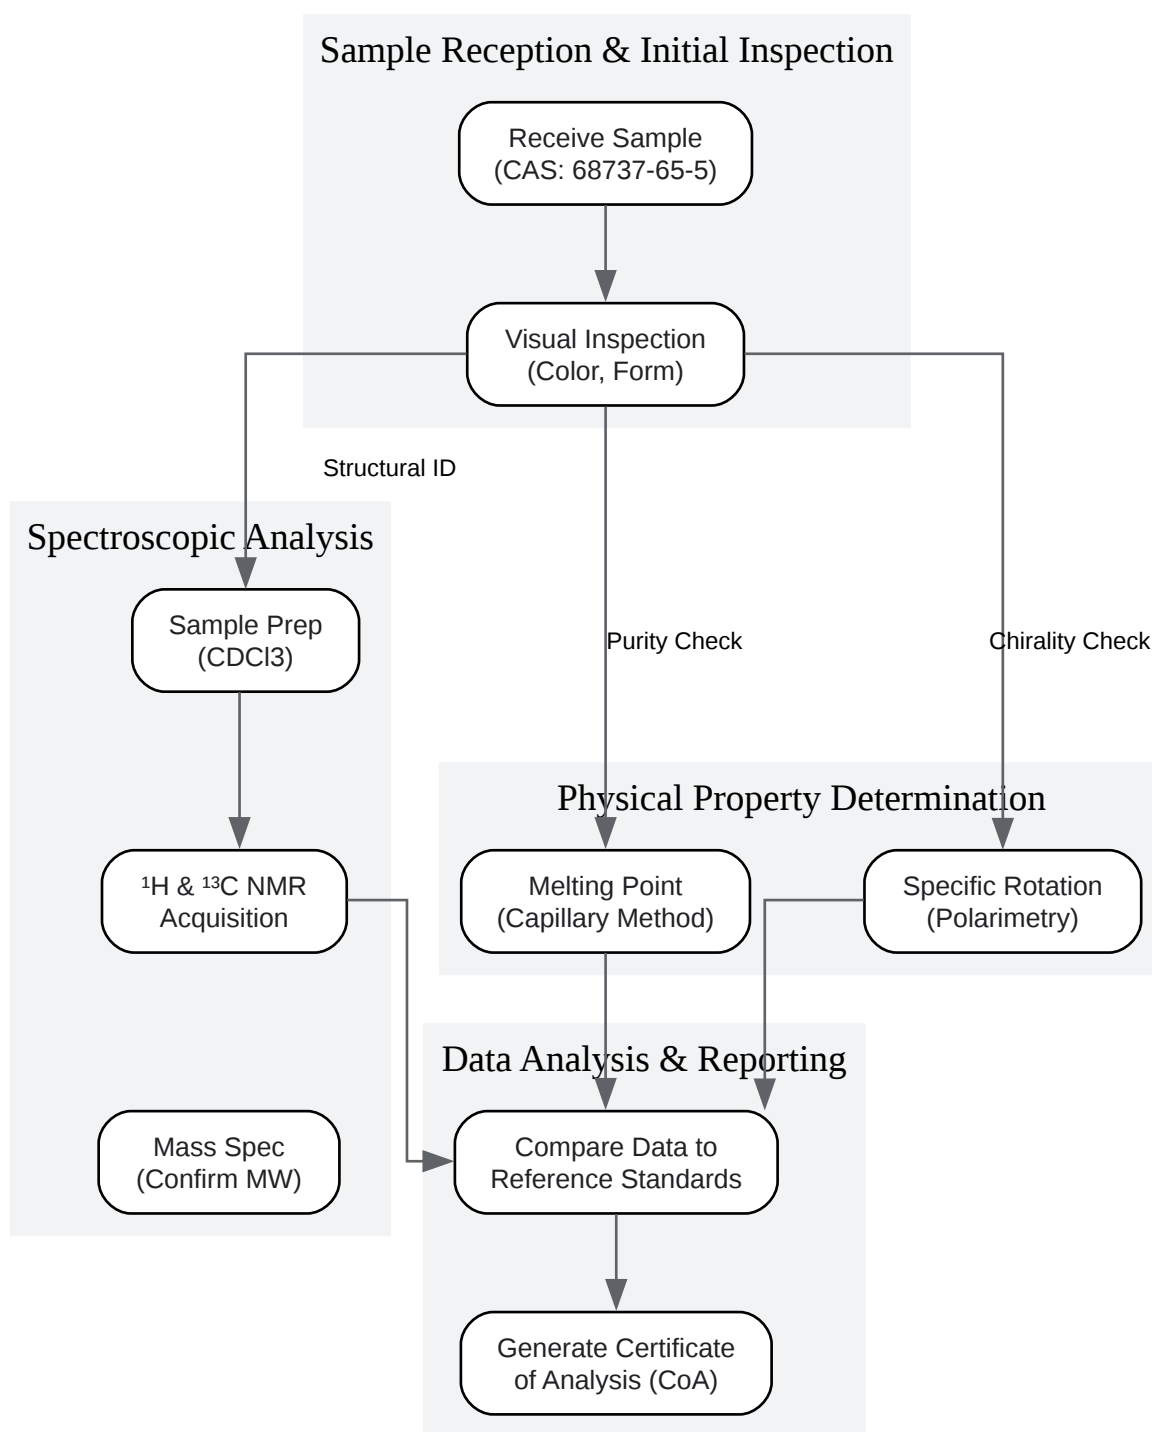 Sample Reception & Initial Inspection
Receive Sample
(CAS: 68737-65-5)
Visual Inspection
(Color, Form)
Structural ID
Spectroscopic Analysis
Sample Prep
(CDCl3)
Purity Check
Chirality Check
Physical Property Determination
¹H & ¹³C NMR
Acquisition
Melting Point
(Capillary Method)
Specific Rotation
(Polarimetry)
Data Analysis & Reporting
Mass Spec
(Confirm MW)
Compare Data to
Reference Standards
Generate Certificate
of Analysis (CoA)